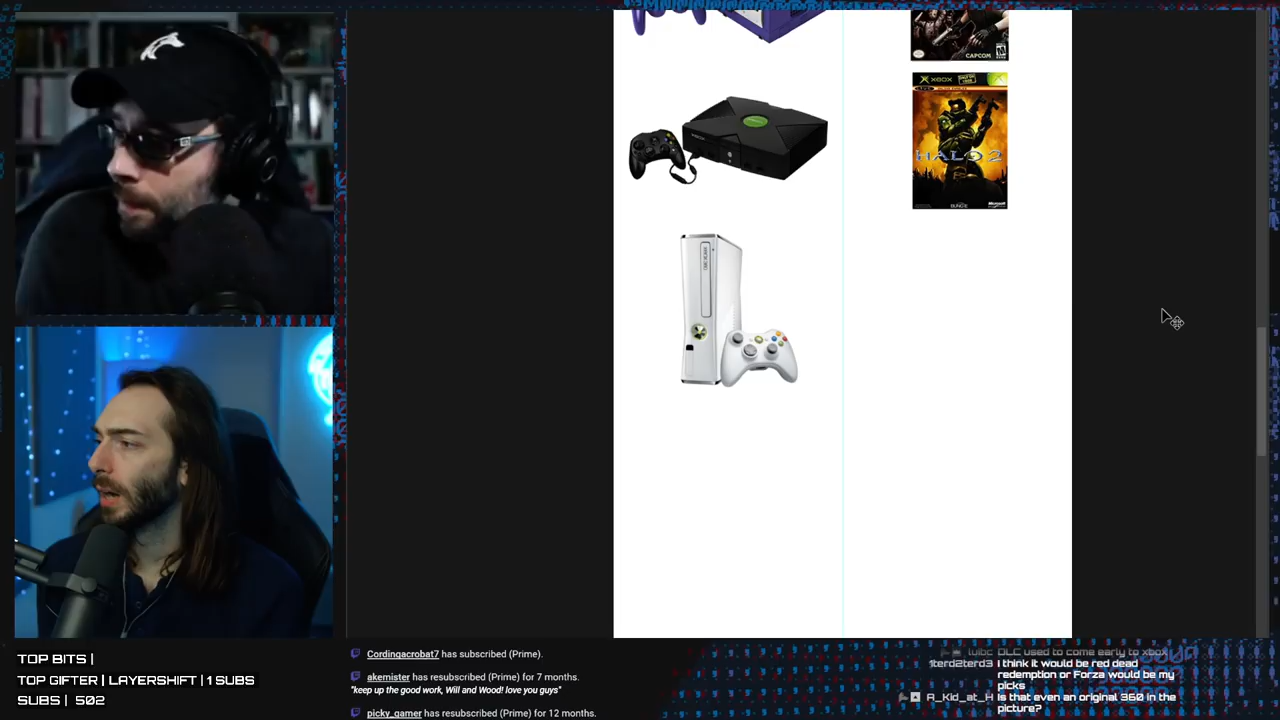 CAPCOM
XBOX
HALO 2
BUNGIE
TOP BITS |
TOP GIFTER | LAYERSHIFT | 1 SUBS
SUBS | 502
Cordingacrobat7 has subscribed (Prime).
akemister has resubscribed (Prime) for 7 months.
"keep up the good work, Will and Wood! love you guys"
picky_gamer has resubscribed (Prime) for 12 months.
DLC used to come early to xbox
1terd2terd3 I think it would be red dead
redemption or Forza would be my
picks
A_Kid_at_H Is that even an original 360 in the
picture?